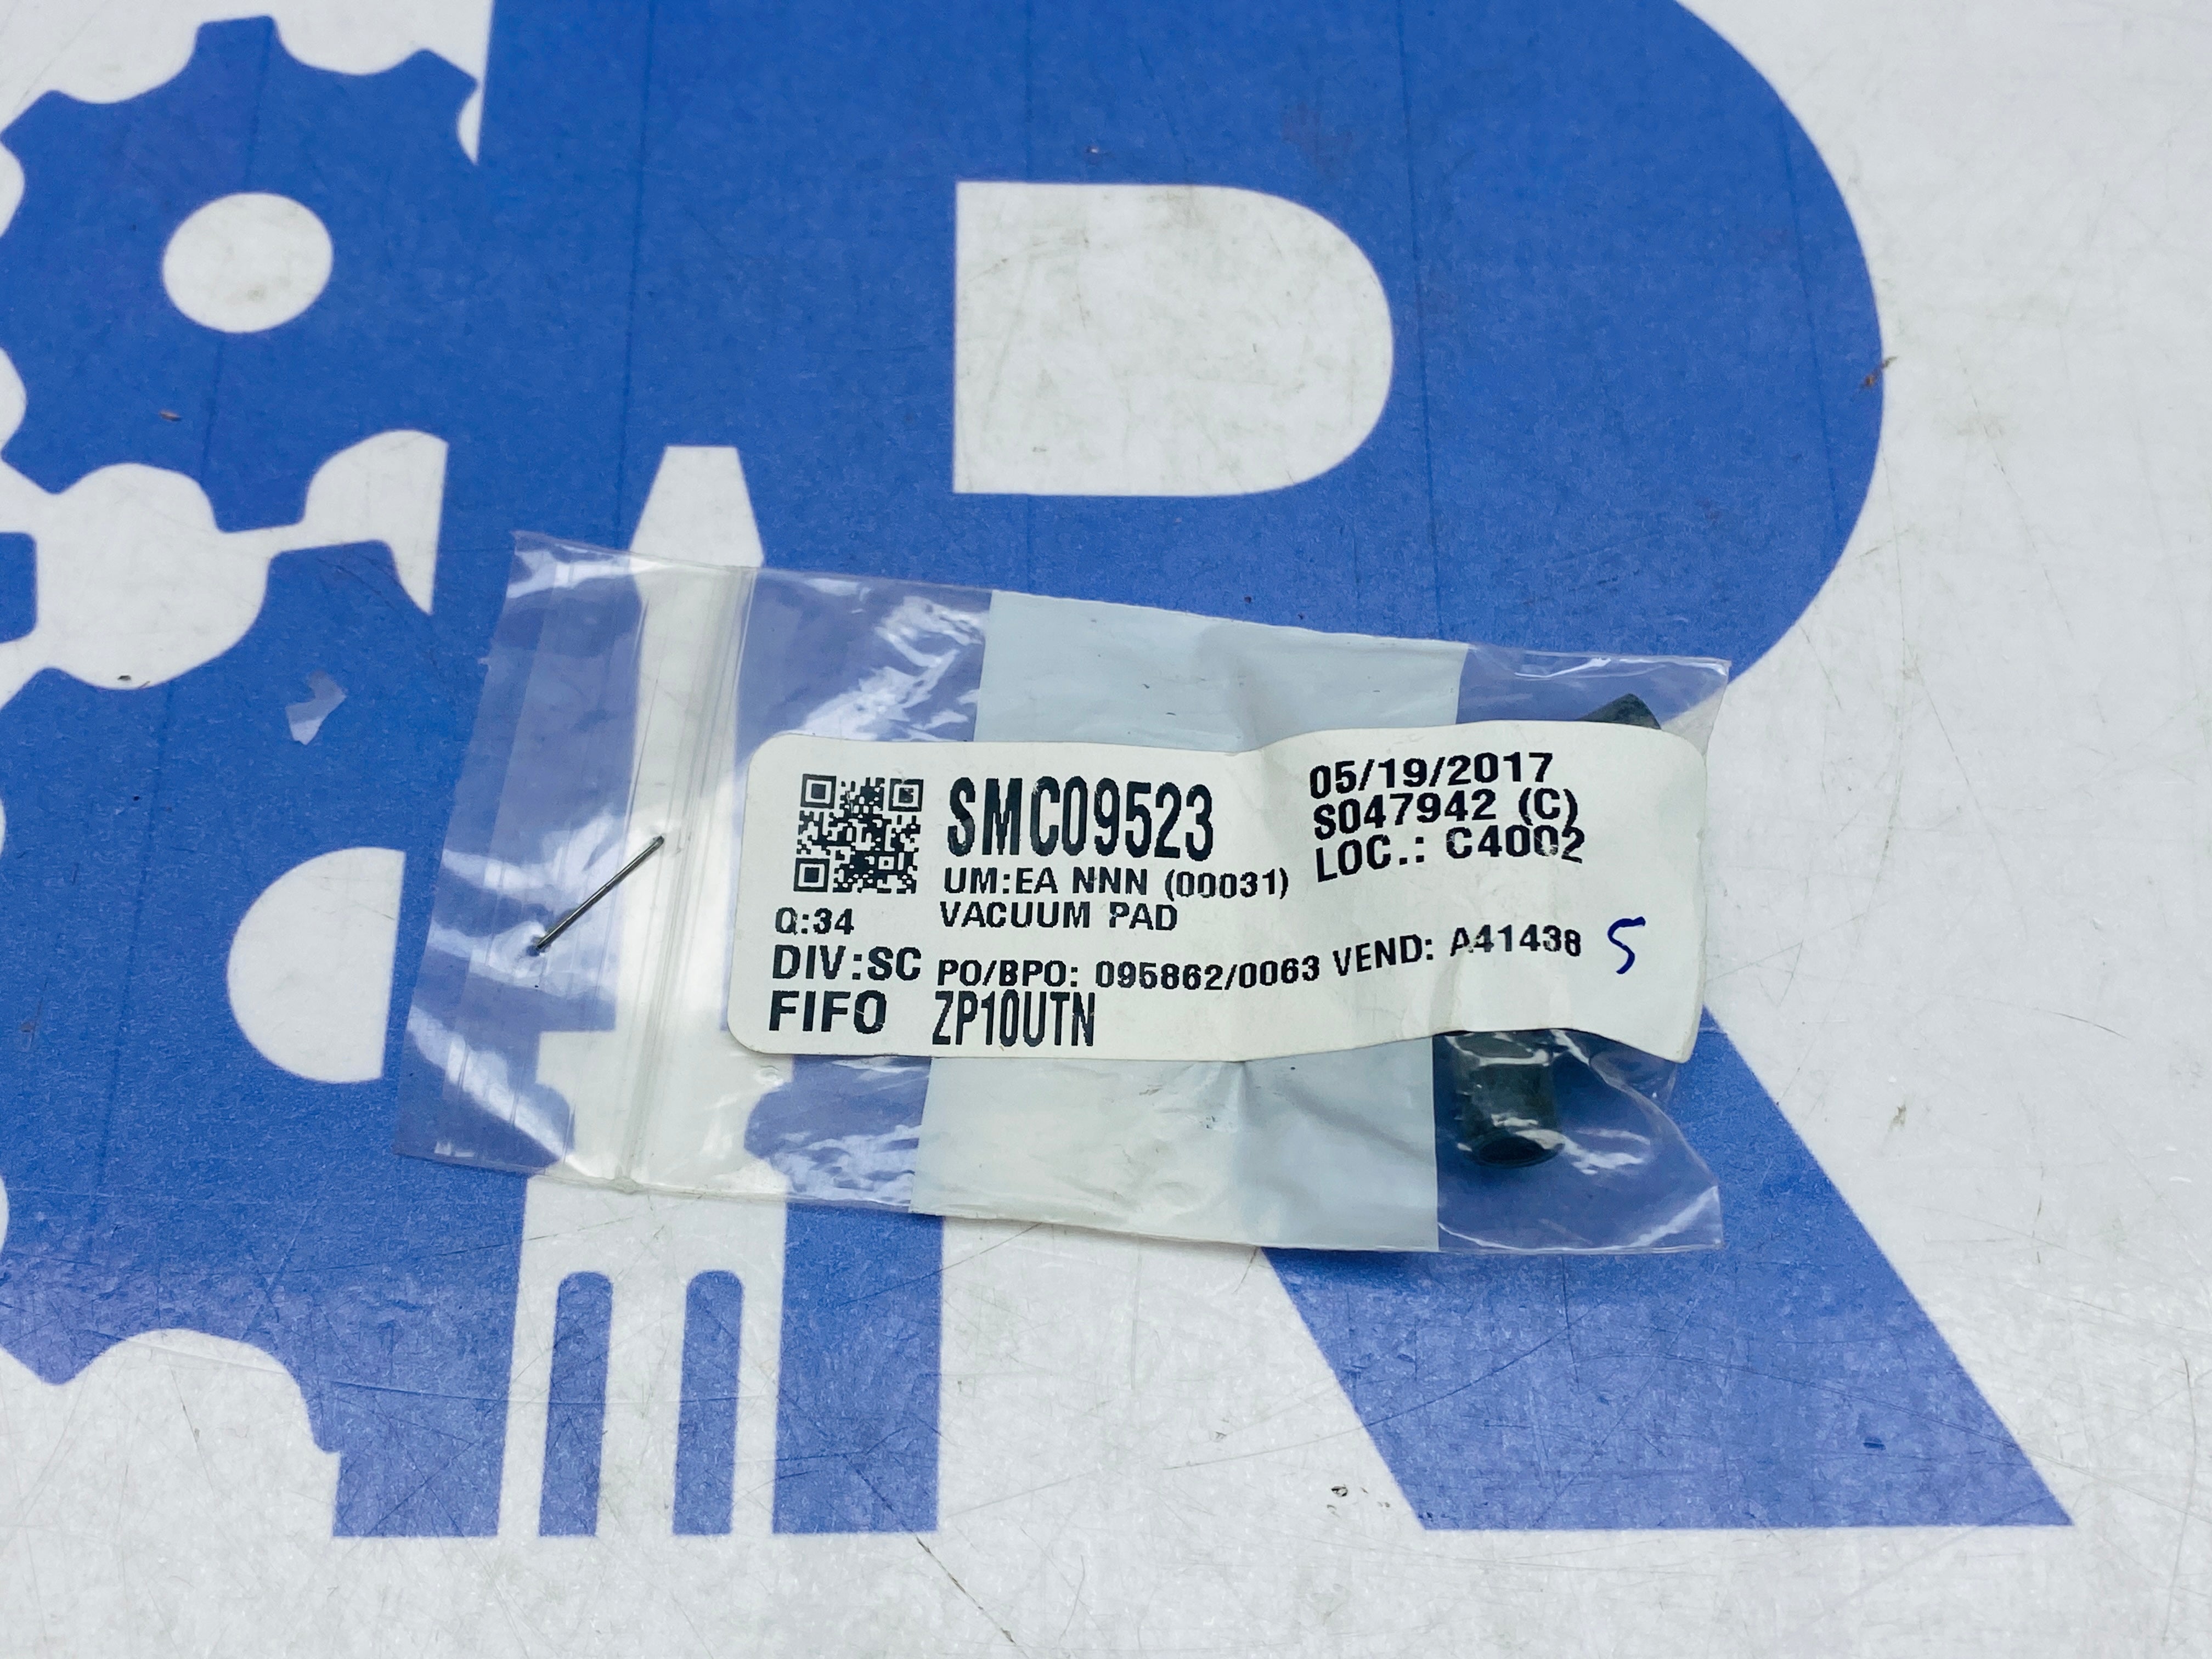 SMC09523
05/19/2017
S047942 (C)
LOC.: C4002
UM:EA NNN (00031)
Q:34
VACUUM PAD
DIV:SC
PO/BPO: 095862/0063 VEND: A41438
5
FIFO
ZP10UTN
R